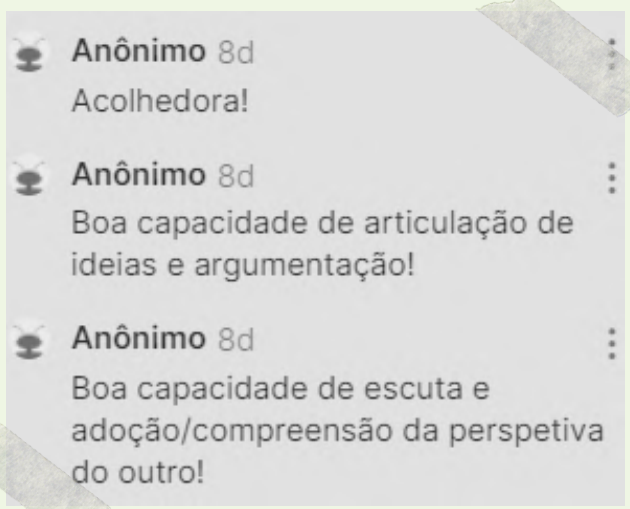 Anônimo 8d
Acolhedora!
Anônimo 8d
Boa capacidade de articulação de
ideias e argumentação!
Anônimo 8d
Boa capacidade de escuta e
adoção/compreensão da perspetiva
do outro!